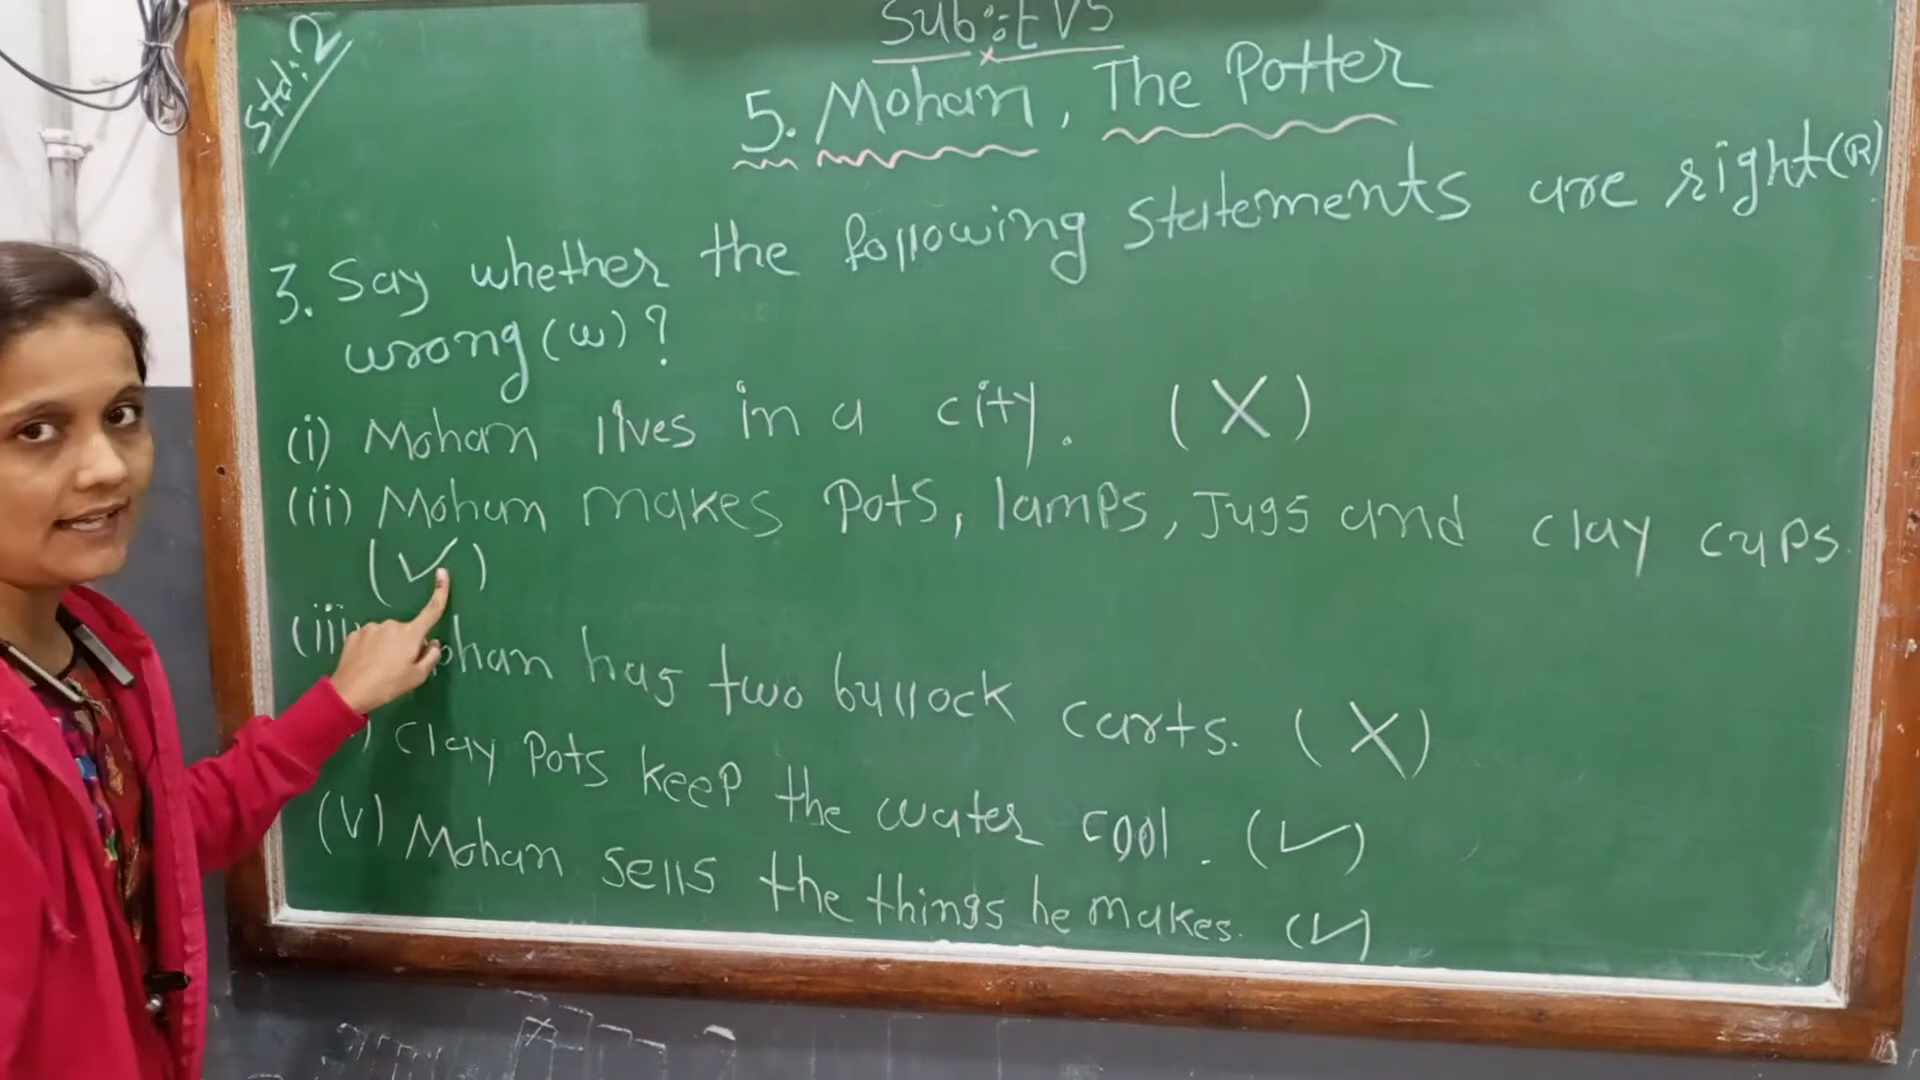 Std:2
Sub:EVS
5. Mohan, The Potter
3. Say whether the following statements are right(R)
wrong(w)?
(i) Mohan lives in a city. (X)
(ii) Mohan makes Pots, lamps, Jugs and clay cups.
(✓)
(iii) Mohan has two bullock carts. (X)
) Clay Pots keep the water cool. (✓)
(V) Mohan sells the things he makes. (✓)